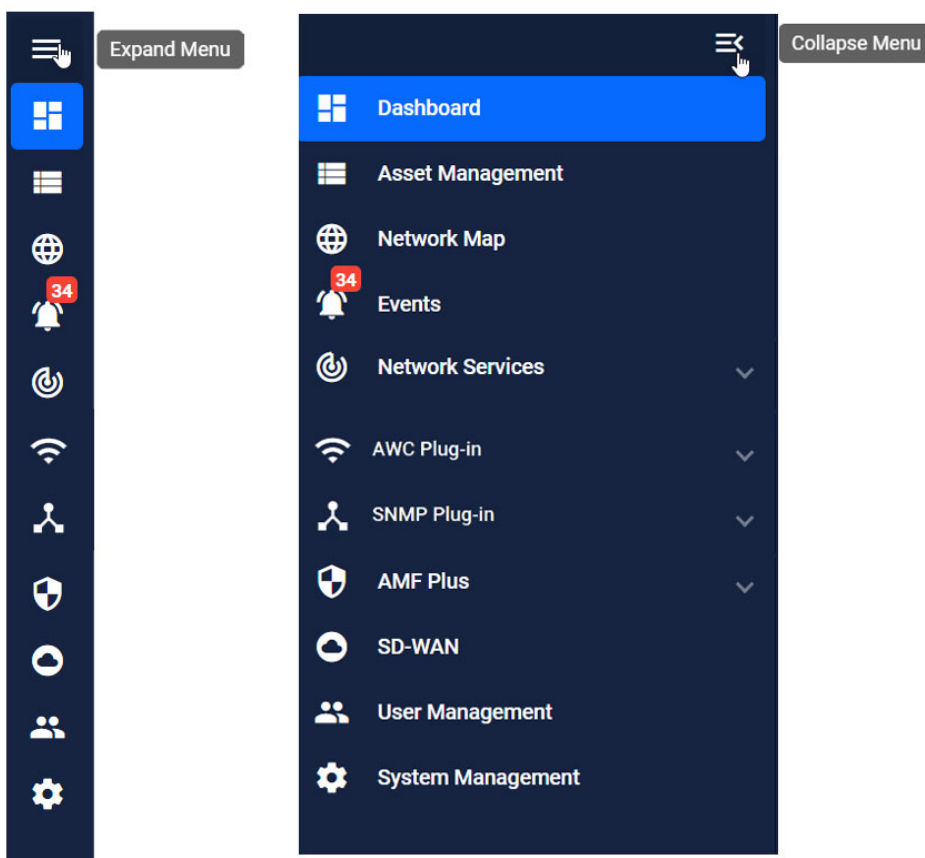 Expand Menu
34
Collapse Menu
Dashboard
Asset Management
Network Map
34
Events
Network Services
AWC Plug-in
SNMP Plug-in
AMF Plus
SD-WAN
User Management
System Management